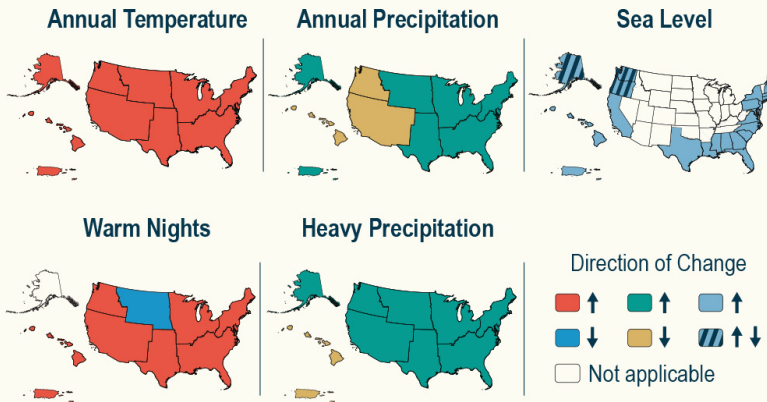 Annual Temperature
Annual Precipitation
Sea Level
Warm Nights
Heavy Precipitation
Direction of Change
Not applicable